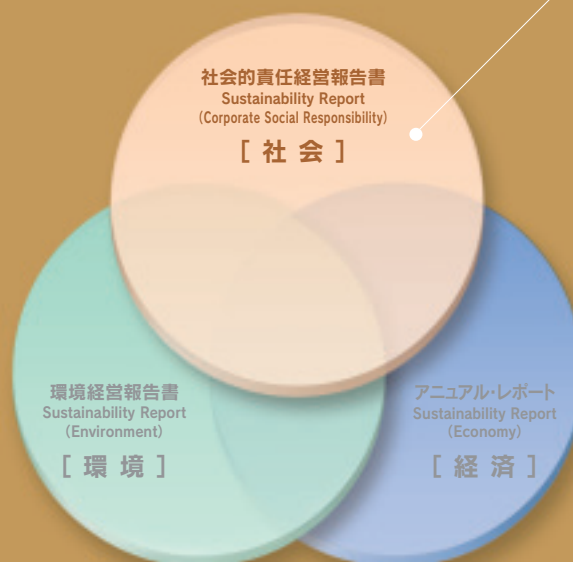 社会的責任経営報告書
Sustainability Report
(Corporate Social Responsibility)
[ 社 会 ]
環境経営報告書
Sustainability Report
(Environment)
[ 環 境 ]
アニュアル・レポート
Sustainability Report
(Economy)
[ 経 済 ]